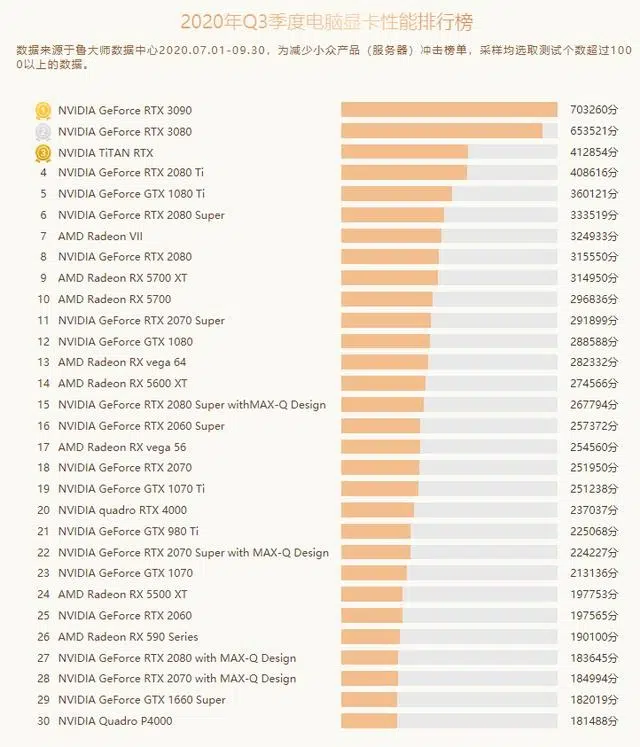 2020年Q3季度电脑显卡性能排行榜
数据来源于鲁大师数据中心2020.07.01-09.30，为减少小众产品（服务器）冲击榜单，采样均选取测试个数超过100
0以上的数据。
1 NVIDIA GeForce RTX 3090 703260分
2 NVIDIA GeForce RTX 3080 653521分
3 NVIDIA TiTAN RTX 412854分
4 NVIDIA GeForce RTX 2080 Ti 408616分
5 NVIDIA GeForce GTX 1080 Ti 360121分
6 NVIDIA GeForce RTX 2080 Super 333519分
7 AMD Radeon VII 324933分
8 NVIDIA GeForce RTX 2080 315550分
9 AMD Radeon RX 5700 XT 314950分
10 AMD Radeon RX 5700 296836分
11 NVIDIA GeForce RTX 2070 Super 291899分
12 NVIDIA GeForce GTX 1080 288588分
13 AMD Radeon RX vega 64 282332分
14 AMD Radeon RX 5600 XT 274566分
15 NVIDIA GeForce RTX 2080 Super withMAX-Q Design 267794分
16 NVIDIA GeForce RTX 2060 Super 257372分
17 AMD Radeon RX vega 56 254560分
18 NVIDIA GeForce RTX 2070 251950分
19 NVIDIA GeForce GTX 1070 Ti 251238分
20 NVIDIA quadro RTX 4000 237037分
21 NVIDIA GeForce GTX 980 Ti 225068分
22 NVIDIA GeForce RTX 2070 Super with MAX-Q Design 224227分
23 NVIDIA GeForce GTX 1070 213136分
24 AMD Radeon RX 5500 XT 197753分
25 NVIDIA GeForce RTX 2060 197565分
26 AMD Radeon RX 590 Series 190100分
27 NVIDIA GeForce RTX 2080 with MAX-Q Design 183645分
28 NVIDIA GeForce RTX 2070 with MAX-Q Design 184994分
29 NVIDIA GeForce GTX 1660 Super 182019分
30 NVIDIA Quadro P4000 181488分